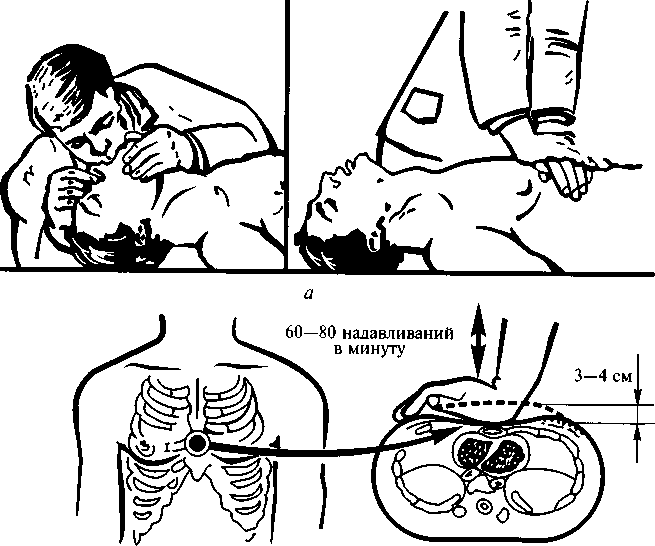 а
60—80 надавливаний
в минуту
3—4 см